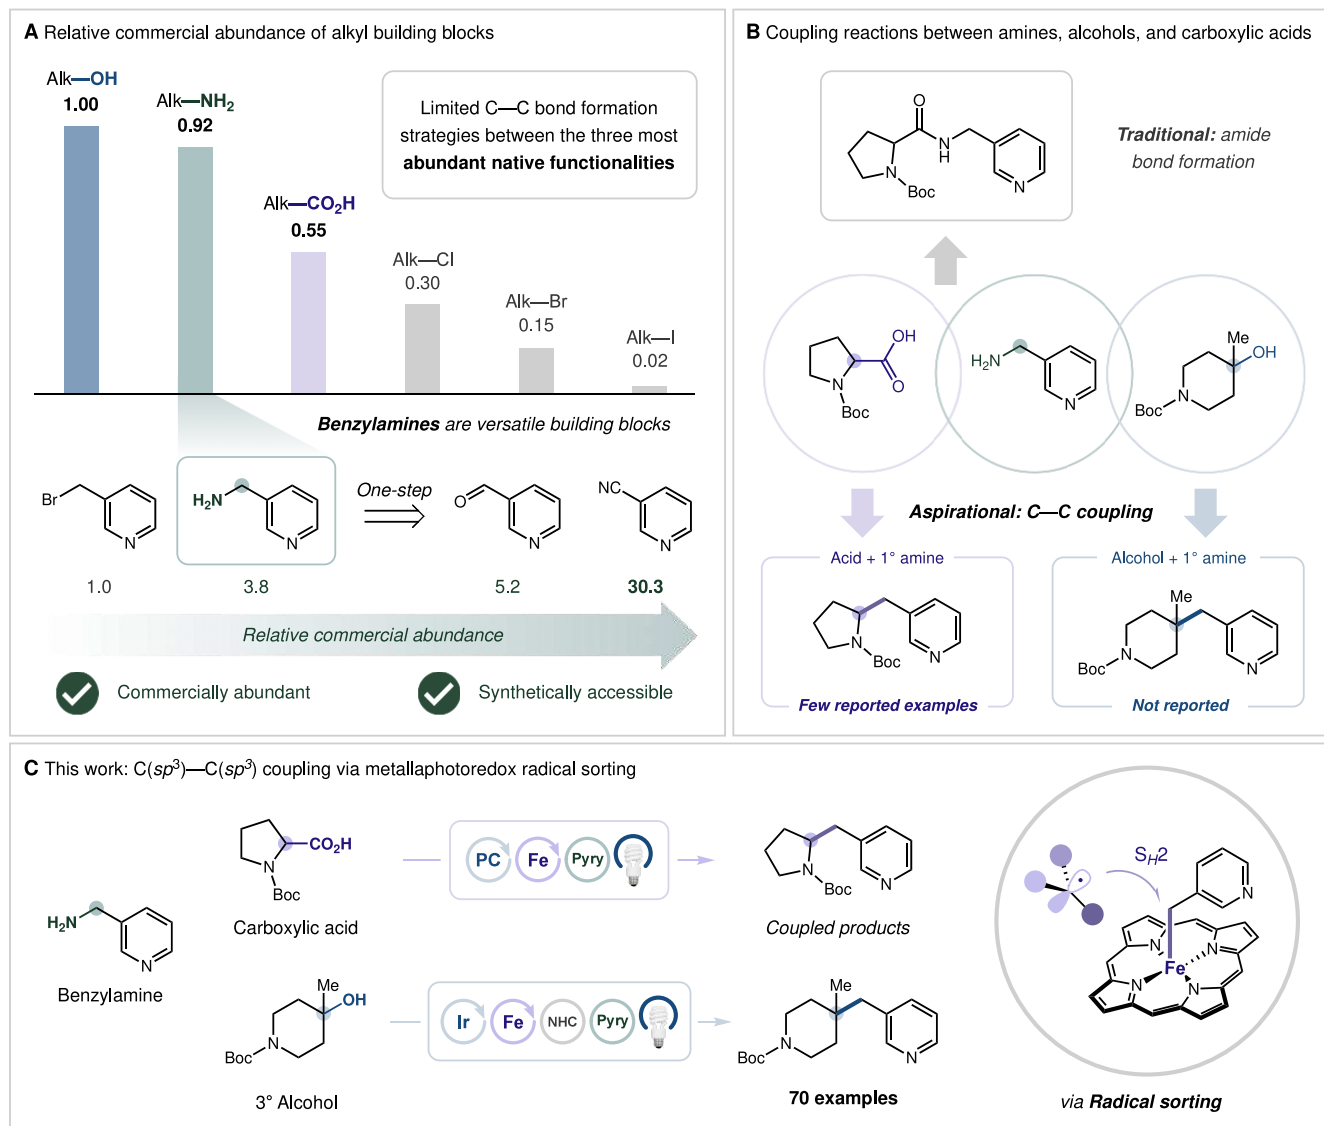 A Relative commercial abundance of alkyl building blocks
Alk—OH
1.00
Alk—NH₂
0.92
Alk—CO₂H
0.55
Alk—Cl
0.30
Alk—Br
0.15
Alk—I
0.02
Limited C—C bond formation
strategies between the three most
abundant native functionalities
Benzylamines are versatile building blocks
Br
N
H₂N
N
One-step
O
N
NC
N
1.0
3.8
5.2
30.3
Relative commercial abundance
Commercially abundant
Synthetically accessible
B Coupling reactions between amines, alcohols, and carboxylic acids
O
N
H
N
Boc
N
Traditional: amide
bond formation
OH
O
N
Boc
H₂N
N
Me
OH
N
Boc
Aspirational: C—C coupling
Acid + 1° amine
N
Boc
N
Few reported examples
Alcohol + 1° amine
Me
N
Boc
N
Not reported
C This work: C(sp³)—C(sp³) coupling via metallaphotoredox radical sorting
H₂N
N
Benzylamine
CO₂H
N
Boc
Carboxylic acid
PC
Fe
Pyry
N
Boc
N
Coupled products
Me
OH
N
Boc
3° Alcohol
Ir
Fe
NHC
Pyry
Me
N
Boc
N
70 examples
S_H2
N
N
N
Fe
N
N
via Radical sorting